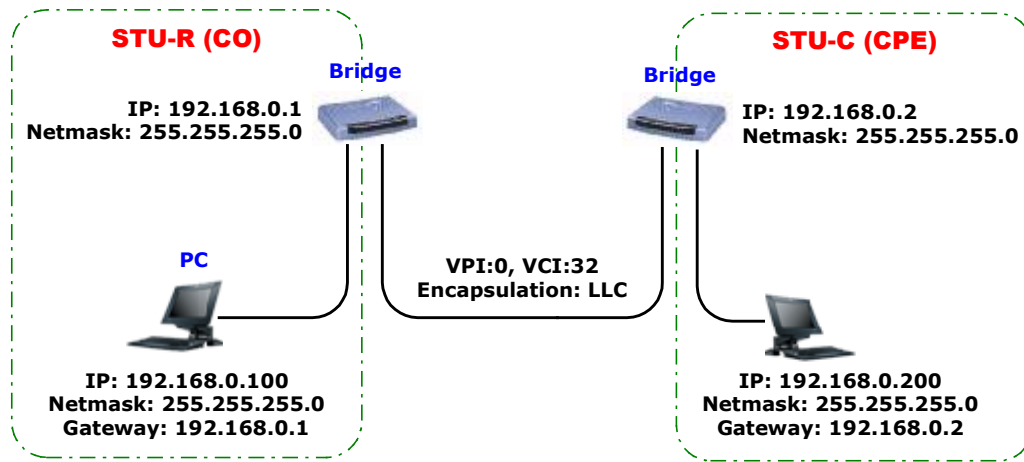 STU-R (CO)
Bridge
IP: 192.168.0.1
Netmask: 255.255.255.0
PC
IP: 192.168.0.100
Netmask: 255.255.255.0
Gateway: 192.168.0.1
VPI:0, VCI:32
Encapsulation: LLC
STU-C (CPE)
Bridge
IP: 192.168.0.2
Netmask: 255.255.255.0
IP: 192.168.0.200
Netmask: 255.255.255.0
Gateway: 192.168.0.2